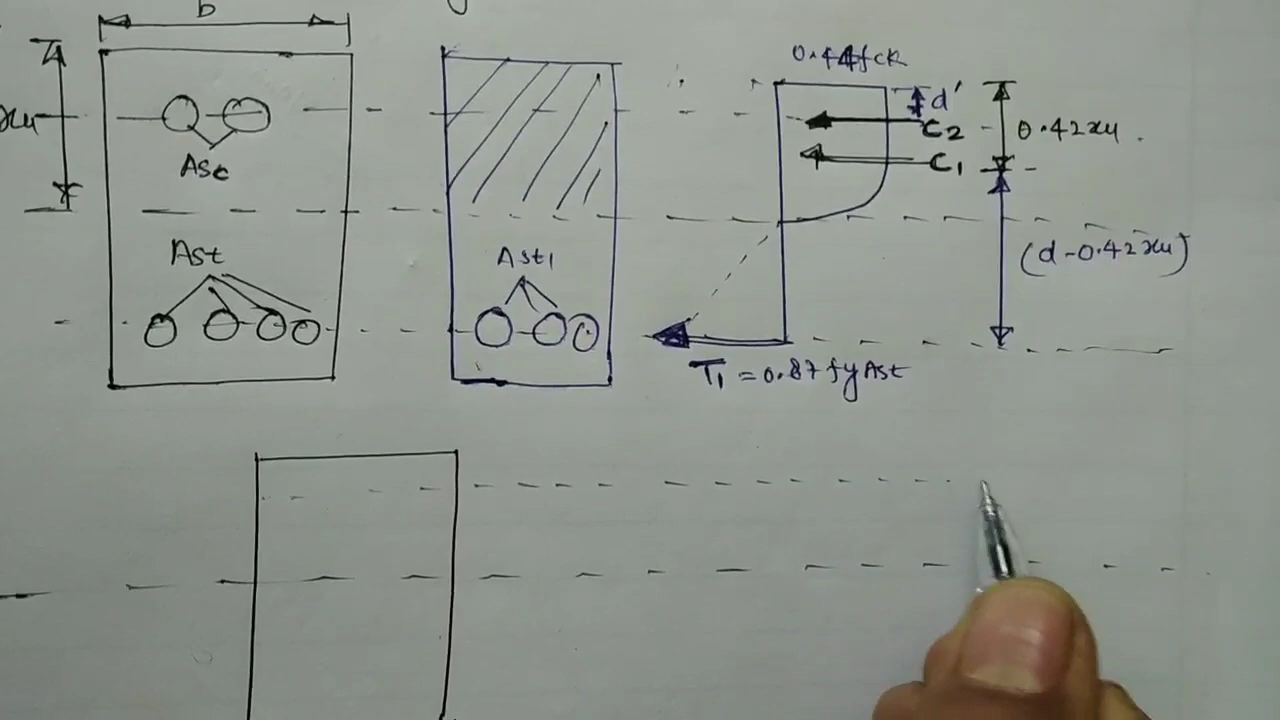 b
0.44fck
d'
xu
C2
0.42xu.
Asc
C1
Ast
Ast1
(d-0.42xu)
T1 = 0.87 fy Ast